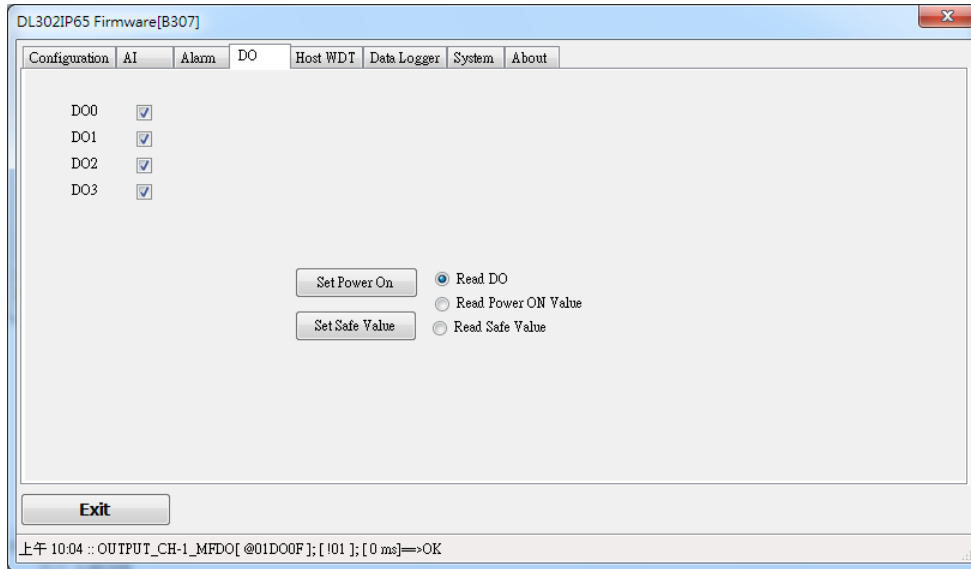 DL302IP65 Firmware[B307]
Configuration AI Alarm DO Host WDT Data Logger System About
DO0
DO1
DO2
DO3
Set Power On Read DO
Read Power ON Value
Set Safe Value Read Safe Value
Exit
上午 10:04 :: OUTPUT_CH-1_MFDO[ @01DO0F ]; [ !01 ]; [ 0 ms]==>OK